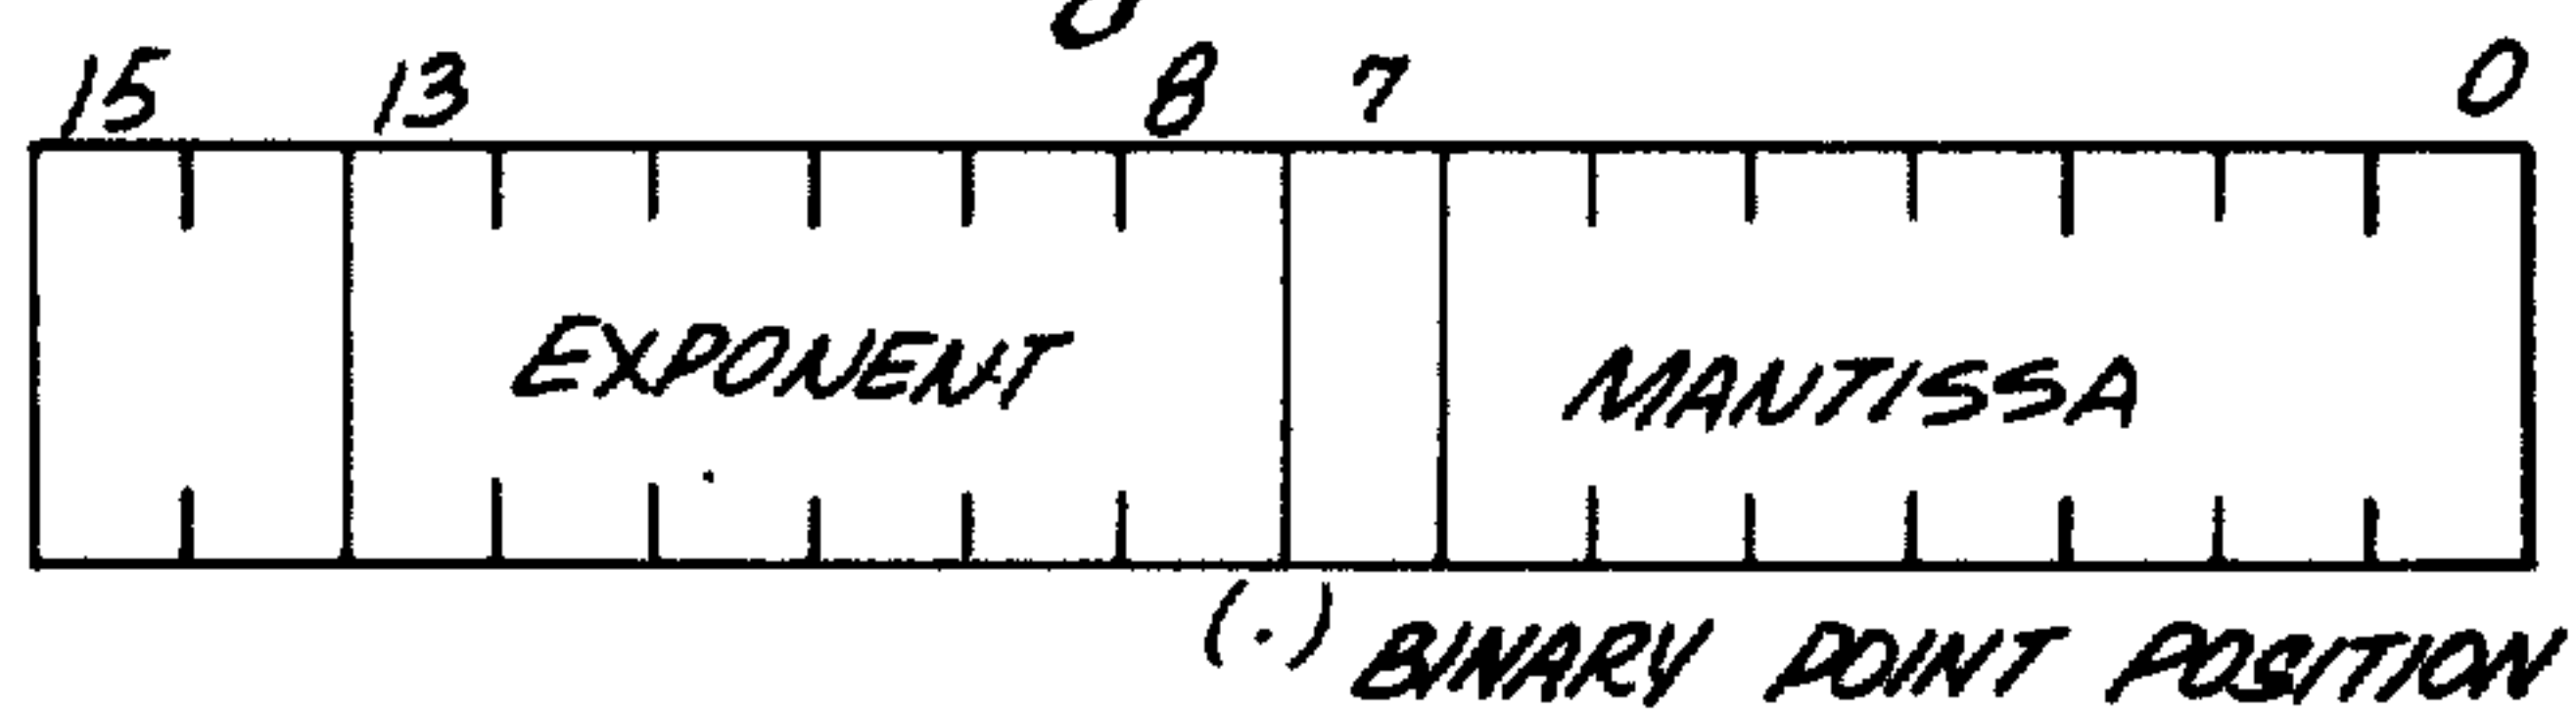 15 13 8 7 0
EXPONENT MANTISSA
(.) BINARY POINT POSITION